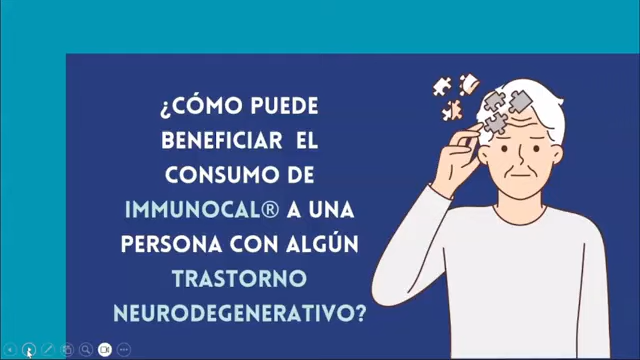 ¿CÓMO PUEDE
BENEFICIAR EL
CONSUMO DE
IMMUNOCAL® A UNA
PERSONA CON ALGÚN
TRASTORNO
NEURODEGENERATIVO?